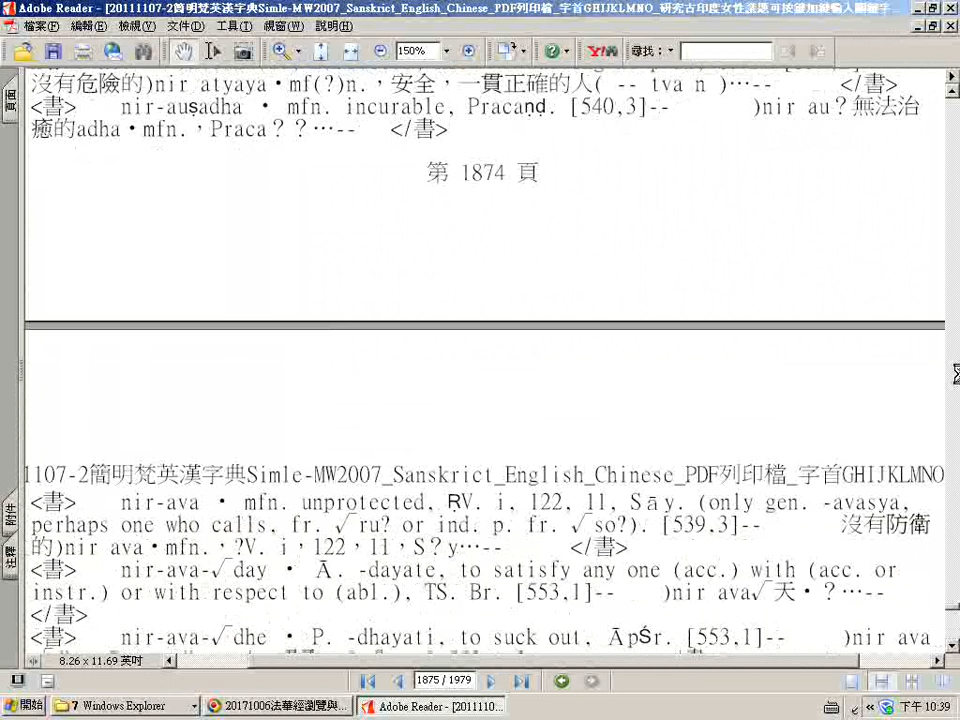 Adobe Reader - [20111107-2簡明梵英漢字典Simle-MW2007_Sanskrict_English_Chinese_PDF列印檔_字首GHIJKLMNO_研究古印度女性議題可按鍵加鍵輸入關鍵字...
檔案(F) 編輯(E) 檢視(V) 文件(D) 工具(T) 視窗(W) 說明(H)
150% 尋找:
頁面
沒有危險的)nir atyaya‧mf(?)n.，安全，一貫正確的人( -- tva n )…-- </書>
<書> nir-auṣadha ‧ mfn. incurable, Pracaṇḍ. [540,3]-- )nir au？無法治
癒的adha‧mfn.，Praca？？…-- </書>
第 1874 頁
1107-2簡明梵英漢字典Simle-MW2007_Sanskrict_English_Chinese_PDF列印檔_字首GHIJKLMNO
<書> nir-ava ‧ mfn. unprotected, ṚV. i, 122, 11, Sāy. (only gen. -avasya,
perhaps one who calls, fr. √ru? or ind. p. fr. √so?). [539,3]-- 沒有防衛
的)nir ava‧mfn.，?V. i，122，11，S？y…-- </書>
<書> nir-ava-√day ‧ Ā. -dayate, to satisfy any one (acc.) with (acc. or
instr.) or with respect to (abl.), TS. Br. [553,1]-- )nir ava√天‧？…--
</書>
<書> nir-ava-√dhe ‧ P. -dhayati, to suck out, ĀpŚr. [553,1]-- )nir ava
附件
注釋
8.26 x 11.69 英吋
1875 / 1979
開始 7 Windows Explorer 20171006法華經瀏覽與... Adobe Reader - [2011110... 下午 10:39